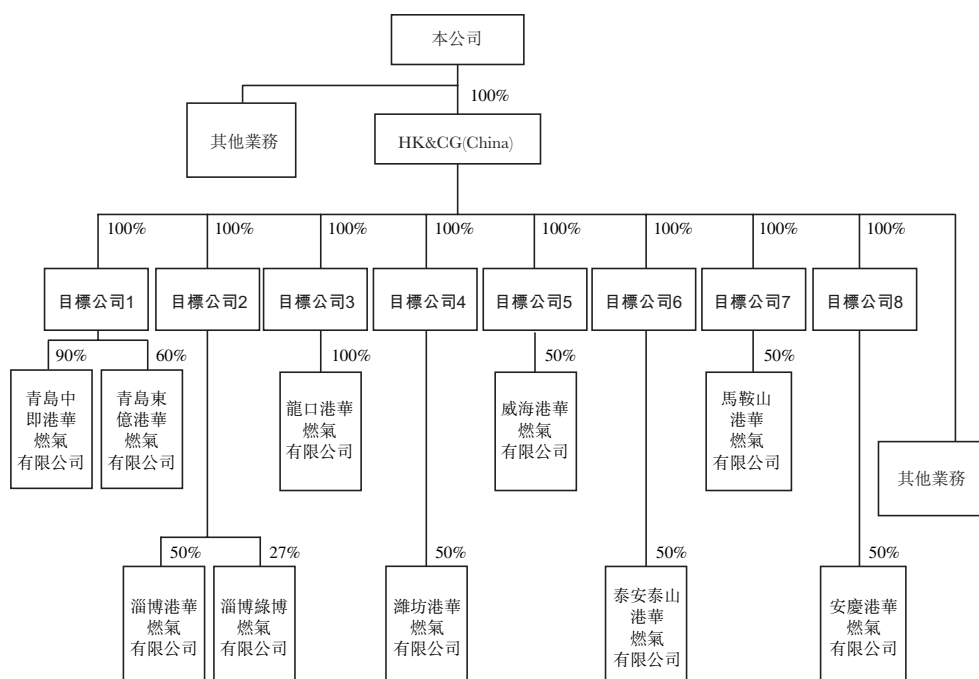 本公司
100%
其他業務
HK&CG(China)
100%
100%
100%
100%
100%
100%
100%
100%
目標公司1
目標公司2
目標公司3
目標公司4
目標公司5
目標公司6
目標公司7
目標公司8
90%
60%
100%
50%
50%
青島中
即港華
燃氣
有限公司
青島東
億港華
燃氣
有限公司
龍口港華
燃氣
有限公司
威海港華
燃氣
有限公司
馬鞍山
港華
燃氣
有限公司
其他業務
50%
27%
50%
50%
50%
淄博港華
燃氣
有限公司
淄博綠博
燃氣
有限公司
濰坊港華
燃氣
有限公司
泰安泰山
港華
燃氣
有限公司
安慶港華
燃氣
有限公司